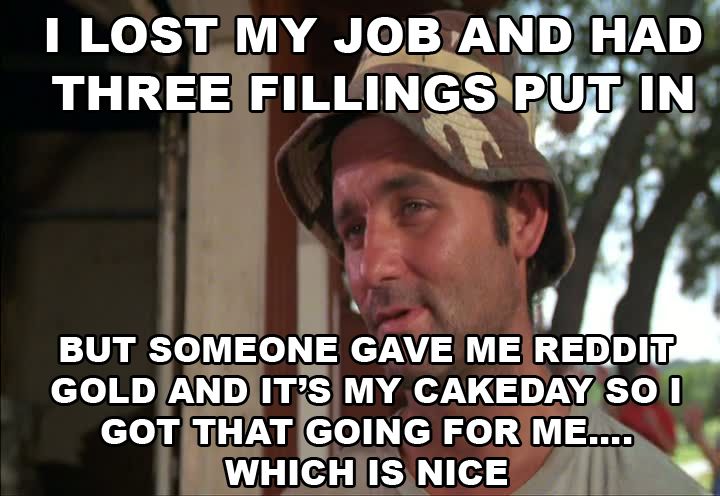 I LOST MY JOB AND HAD
THREE FILLINGS PUT IN
BUT SOMEONE GAVE ME REDDIT
GOLD AND IT'S MY CAKEDAY SO I
GOT THAT GOING FOR ME....
WHICH IS NICE